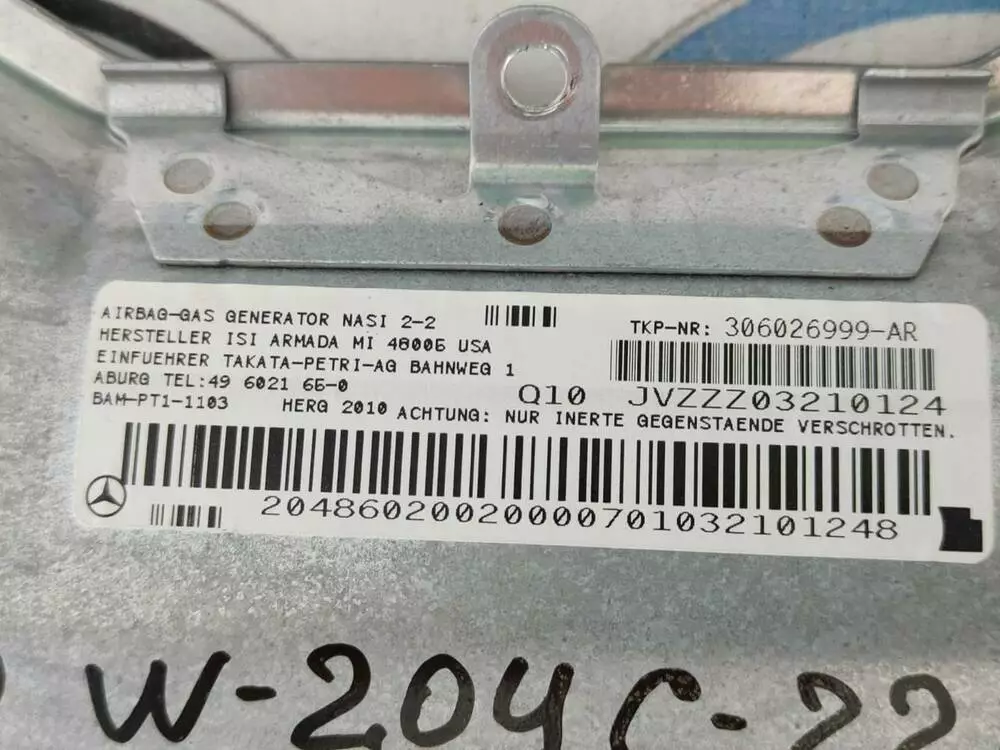 AIRBAG-GAS GENERATOR NASI 2-2
HERSTELLER ISI ARMADA MI 48005 USA
EINFUEHRER TAKATA-PETRI-AG BAHNWEG 1
ABURG TEL:49 6021 65-0
BAM-PT1-1103 HERG 2010 ACHTUNG: NUR INERTE GEGENSTAENDE VERSCHROTTEN.
TKP-NR: 306026999-AR
Q10 JVZZZ03210124
20486020020000701032101248
W-204 C-22